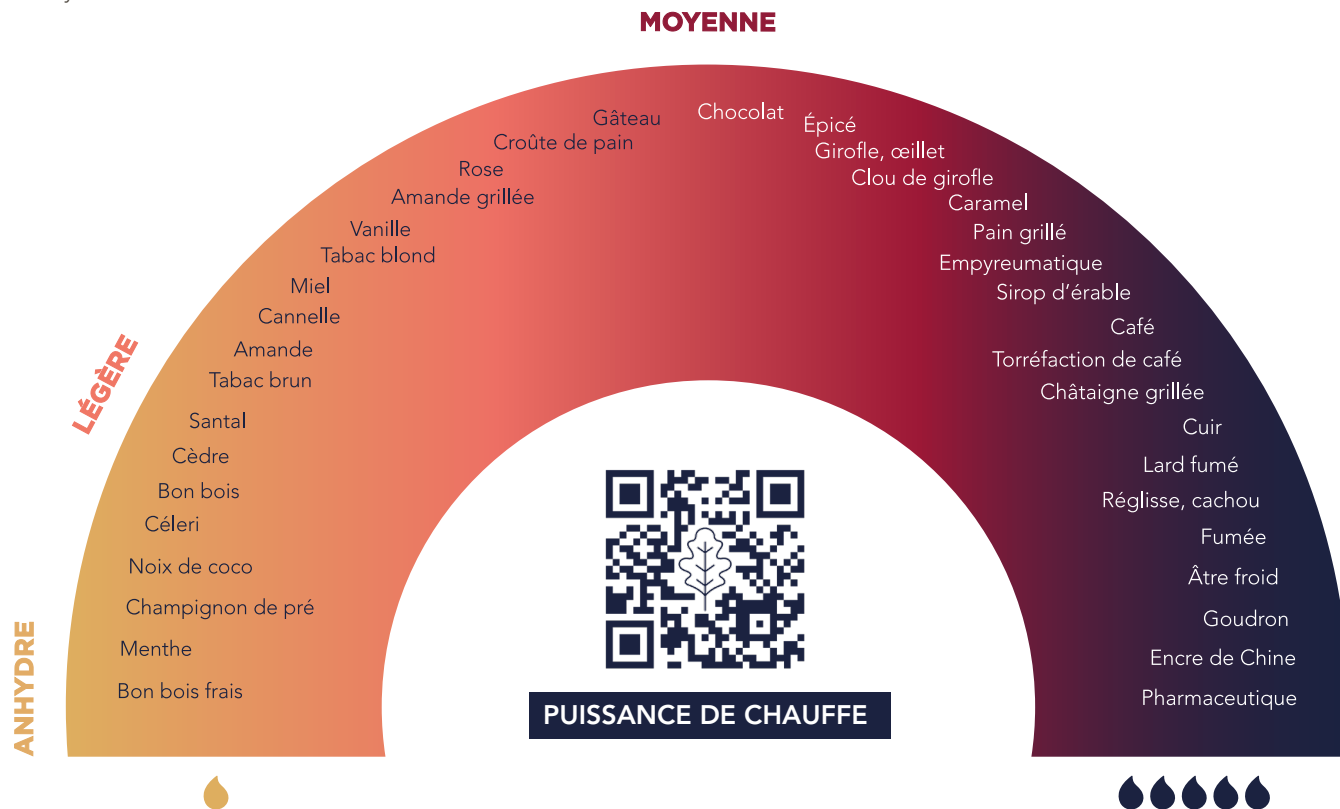 MOYENNE
Gâteau
Croûte de pain
Rose
Amande grillée
Vanille
Tabac blond
Miel
Cannelle
Amande
Tabac brun
LÉGÈRE
Santal
Cèdre
Bon bois
Céleri
Noix de coco
Champignon de pré
Menthe
Bon bois frais
ANHYDRE
Chocolat
Épicé
Girofle, œillet
Clou de girofle
Caramel
Pain grillé
Empyreumatique
Sirop d’érable
Café
Torréfaction de café
Châtaigne grillée
Cuir
Lard fumé
Réglisse, cachou
Fumée
Âtre froid
Goudron
Encre de Chine
Pharmaceutique
PUISSANCE DE CHAUFFE